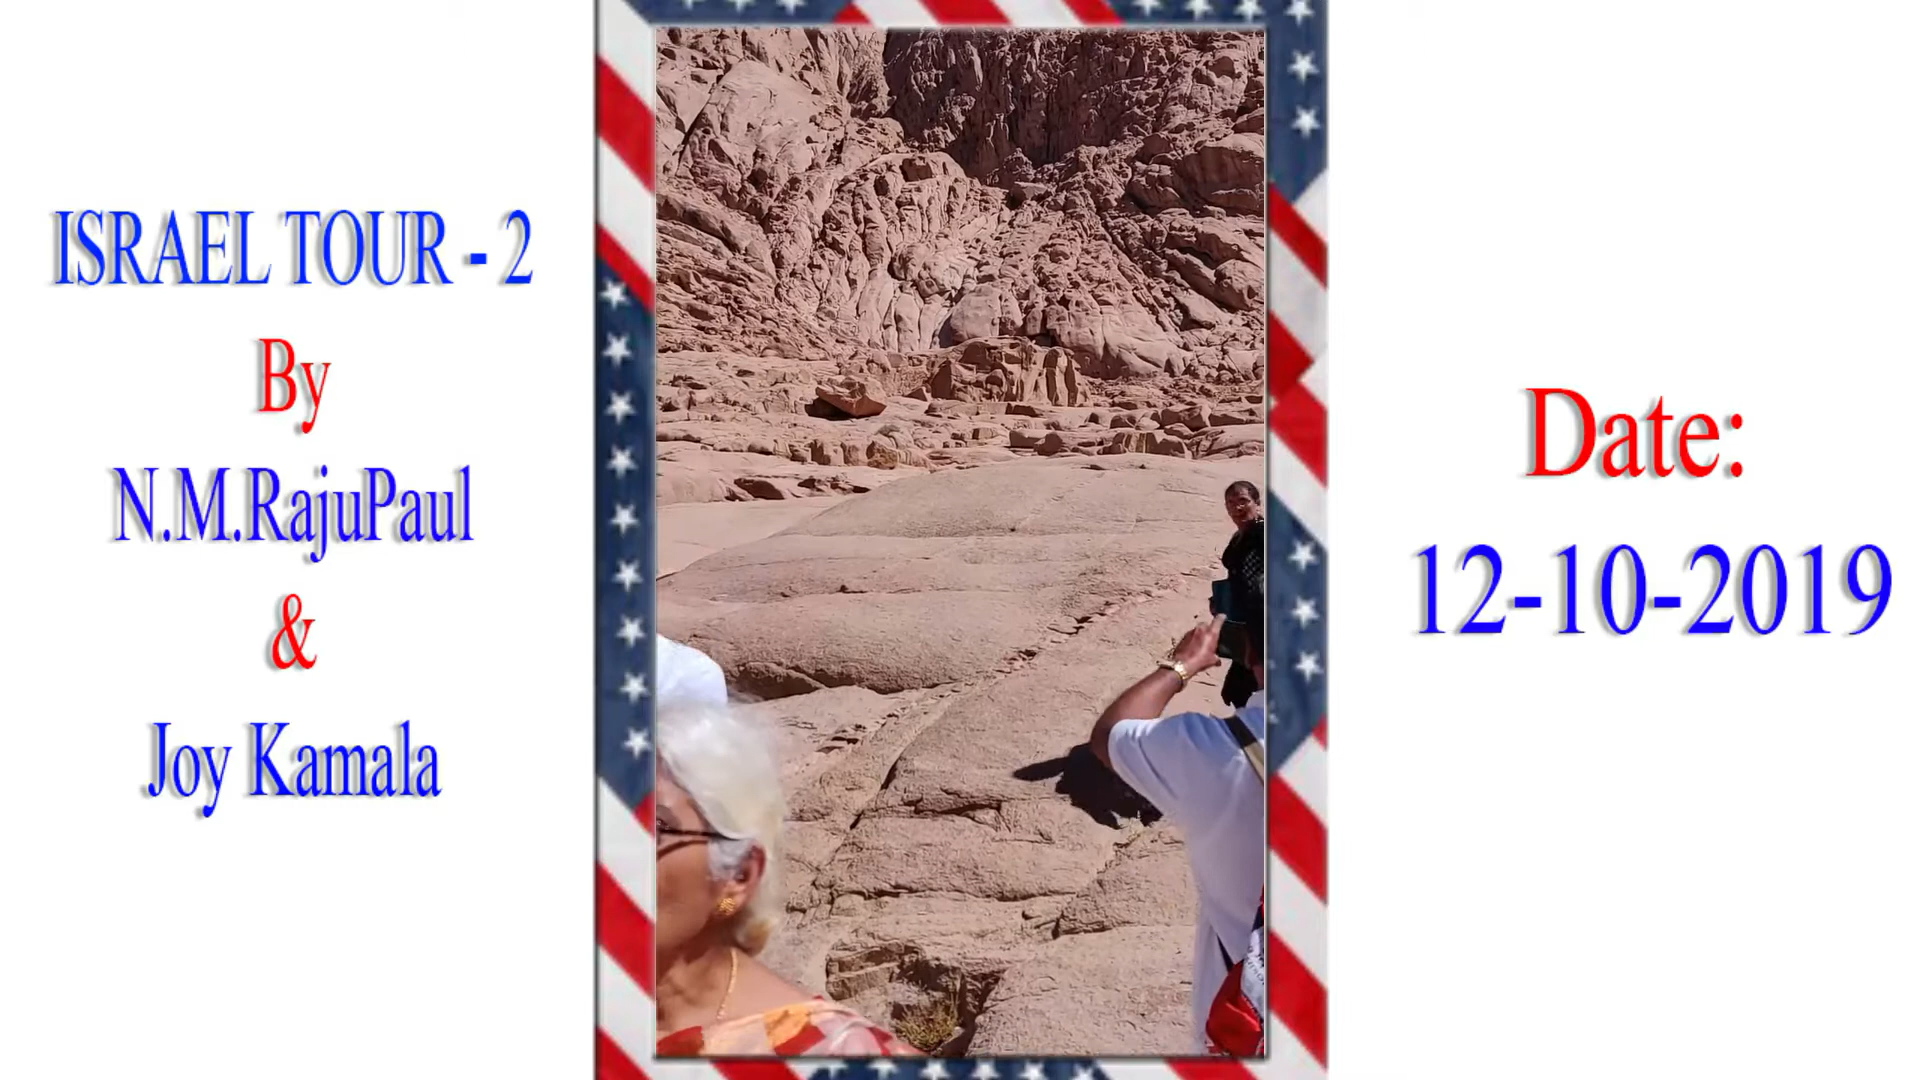 ISRAEL TOUR - 2
By
N.M.RajuPaul
&
Joy Kamala
Date:
12-10-2019